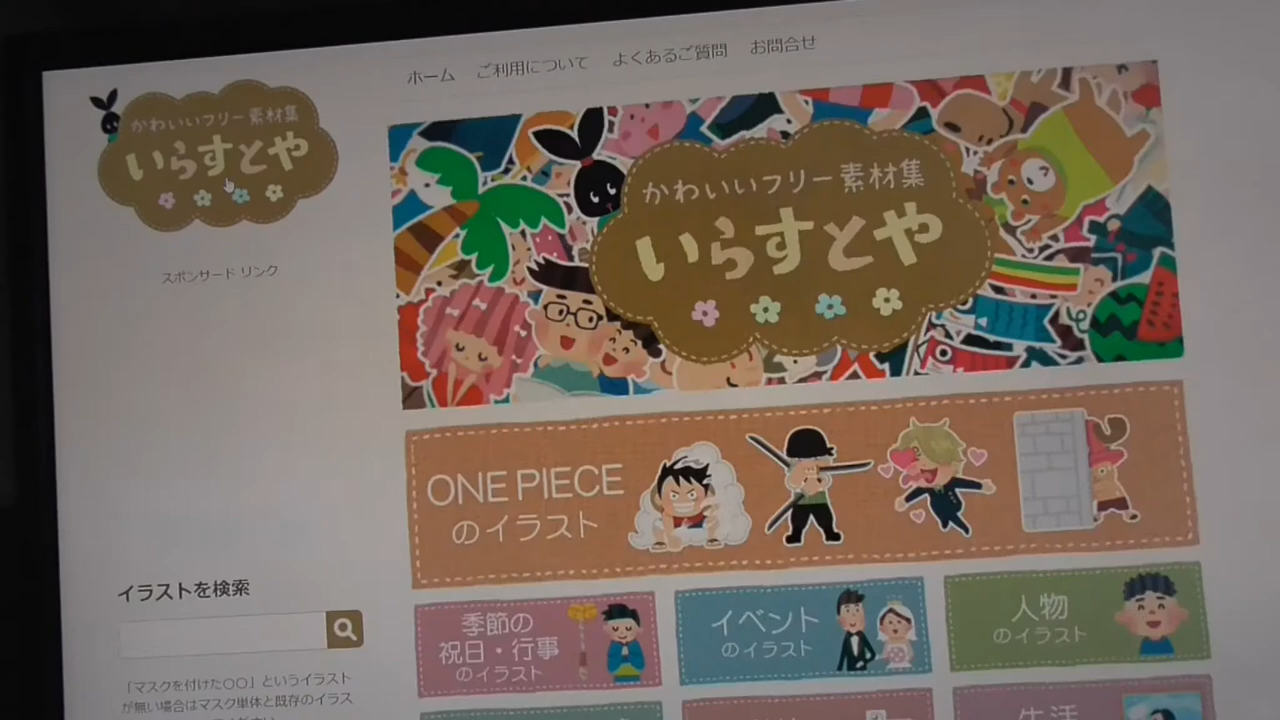 ホーム ご利用について よくあるご質問 お問合せ
かわいいフリー素材集
いらすとや
スポンサード リンク
かわいいフリー素材集
いらすとや
ONE PIECE
のイラスト
イラストを検索
季節の
祝日・行事
のイラスト
イベント
のイラスト
人物
のイラスト
「マスクを付けた○○」というイラスト
が無い場合はマスク単体と既存のイラス
生活